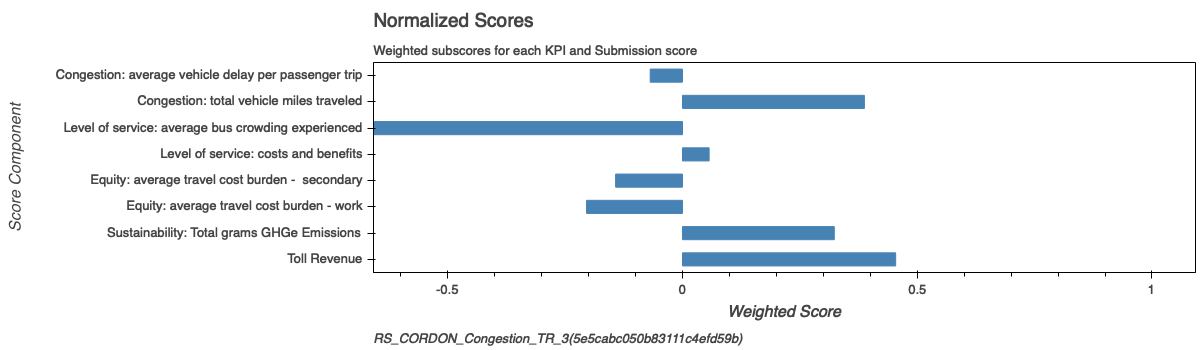 Normalized Scores
Weighted subscores for each KPI and Submission score
Score Component
Congestion: average vehicle delay per passenger trip
Congestion: total vehicle miles traveled
Level of service: average bus crowding experienced
Level of service: costs and benefits
Equity: average travel cost burden -  secondary
Equity: average travel cost burden - work
Sustainability: Total grams GHGe Emissions
Toll Revenue
-0.5 0 0.5 1
Weighted Score
RS_CORDON_Congestion_TR_3(5e5cabc050b83111c4efd59b)